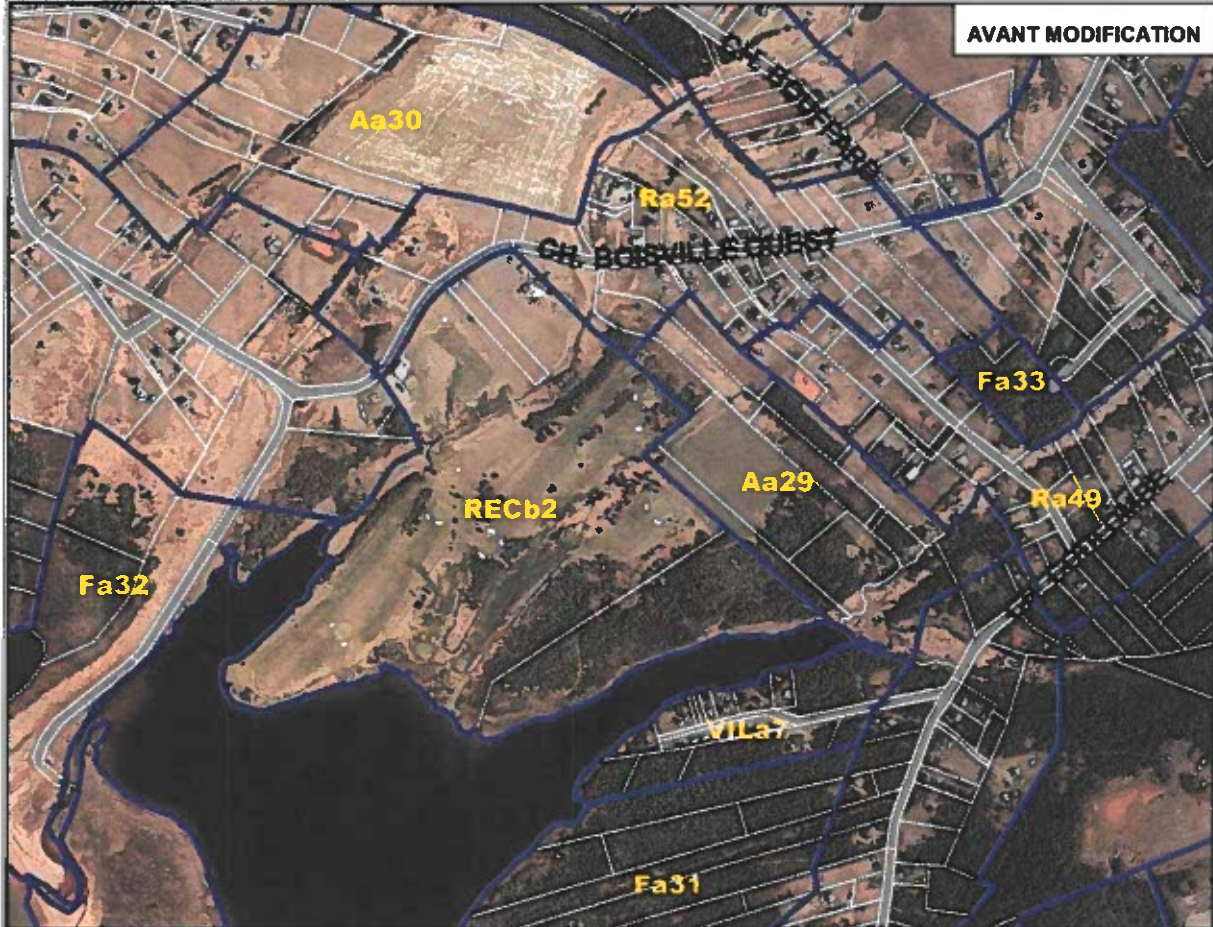 AVANT MODIFICATION
Aa30
Ra52
CH. BOISVILLE OUEST
Fa33
Aa29
Ra49
RECb2
Fa32
VILa7
Fa31